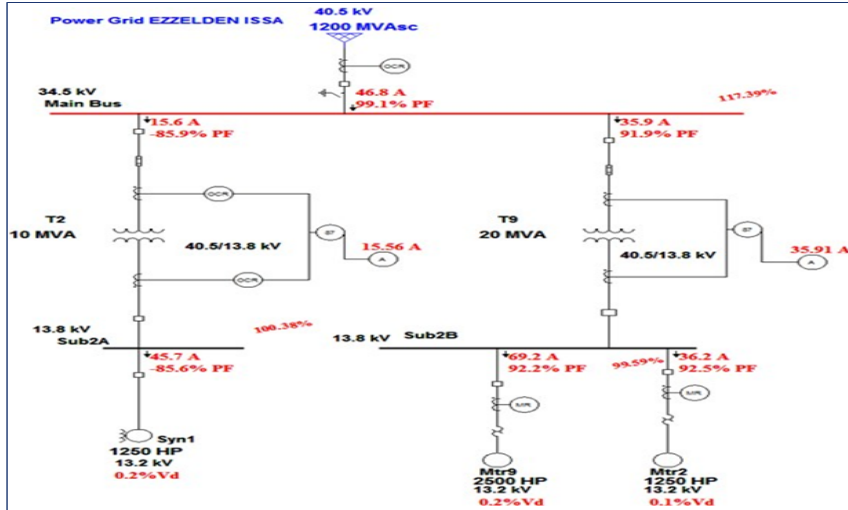 40.5 kV
Power Grid EZZELDEN ISSA
1200 MVAsc
OCR
34.5 kV
Main Bus
46.8 A
99.1% PF
117.39%
15.6 A
-85.9% PF
35.9 A
91.9% PF
OCR
T2
10 MVA
40.5/13.8 kV
87
15.56 A
A
OCR
T9
20 MVA
40.5/13.8 kV
87
35.91 A
A
13.8 kV
Sub2A
100.38%
13.8 kV
Sub2B
45.7 A
-85.6% PF
69.2 A
92.2% PF
99.59%
36.2 A
92.5% PF
MR
MR
Syn1
1250 HP
13.2 kV
0.2%Vd
Mtr9
2500 HP
13.2 kV
0.2%Vd
Mtr2
1250 HP
13.2 kV
0.1%Vd